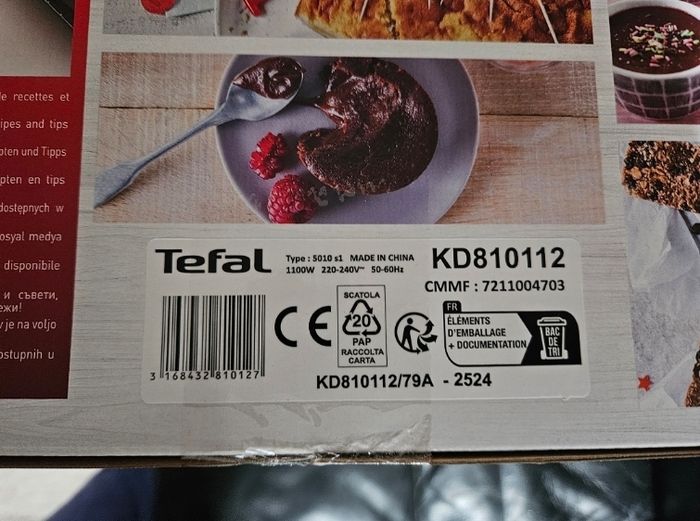 de recettes et
ipes and tips
pten und Tipps
pten en tips
dostępnych w
osyal medya
disponibile
и съвети,
ежи!
v je na voljo
ostupnih u
Tefal
Type : 5010 s1 MADE IN CHINA
1100W 220-240V~ 50-60Hz
KD810112
CMMF : 7211004703
3 168432 810127
CE
SCATOLA
20
PAP
RACCOLTA
CARTA
FR
ÉLÉMENTS
D'EMBALLAGE
+ DOCUMENTATION
BAC
DE
TRI
KD810112/79A - 2524